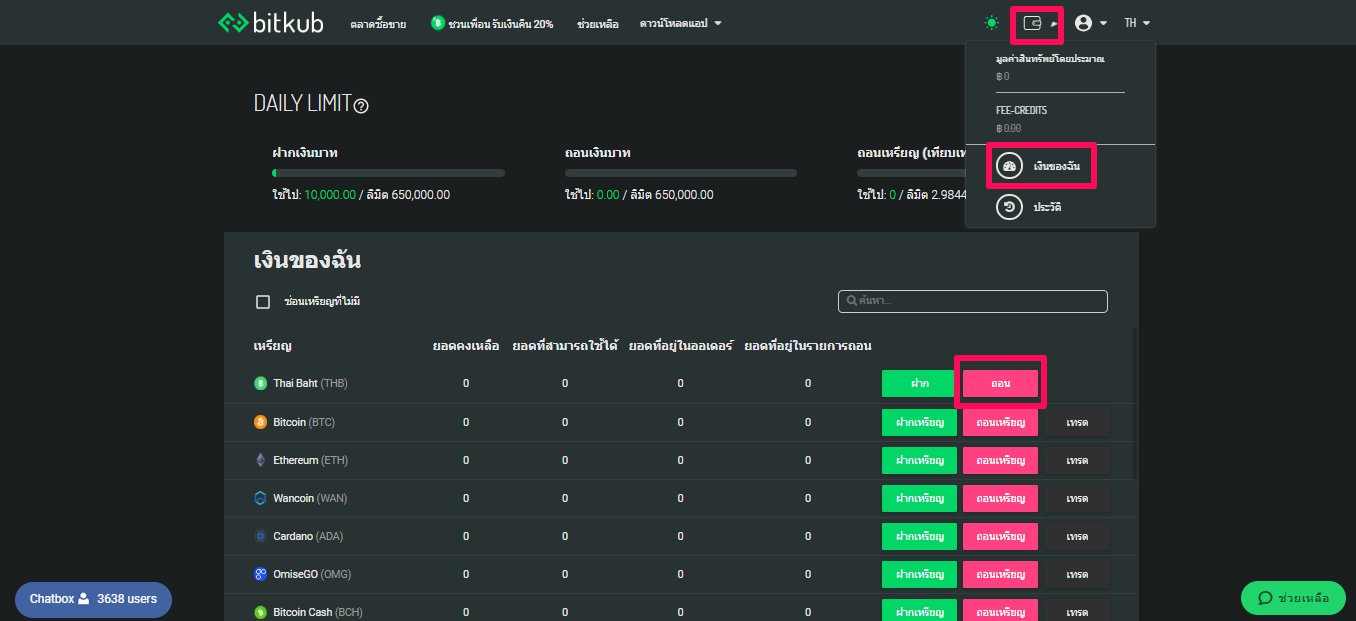 bitkub ตลาดซื้อขาย ชวนเพื่อน รับเงินคืน 20% ช่วยเหลือ ดาวน์โหลดแอป TH
มูลค่าสินทรัพย์โดยประมาณ
฿0
FEE-CREDITS
฿0.00
เงินของฉัน
ประวัติ
DAILY LIMIT
ฝากเงินบาท ถอนเงินบาท ถอนเหรียญ (เทียบเท
ใช้ไป: 10,000.00 / ลิมิต 650,000.00 ใช้ไป: 0.00 / ลิมิต 650,000.00 ใช้ไป: 0 / ลิมิต 2.9844
เงินของฉัน
ซ่อนเหรียญที่ไม่มี ค้นหา...
เหรียญ ยอดคงเหลือ ยอดที่สามารถใช้ได้ ยอดที่อยู่ในออเดอร์ ยอดที่อยู่ในรายการถอน
Thai Baht (THB) 0 0 0 0 ฝาก ถอน
Bitcoin (BTC) 0 0 0 0 ฝากเหรียญ ถอนเหรียญ เทรด
Ethereum (ETH) 0 0 0 0 ฝากเหรียญ ถอนเหรียญ เทรด
Wancoin (WAN) 0 0 0 0 ฝากเหรียญ ถอนเหรียญ เทรด
Cardano (ADA) 0 0 0 0 ฝากเหรียญ ถอนเหรียญ เทรด
OmiseGO (OMG) 0 0 0 0 ฝากเหรียญ ถอนเหรียญ เทรด
Bitcoin Cash (BCH) 0 0 0 0 ฝากเหรียญ ถอนเหรียญ เทรด
Chatbox 3638 users ช่วยเหลือ